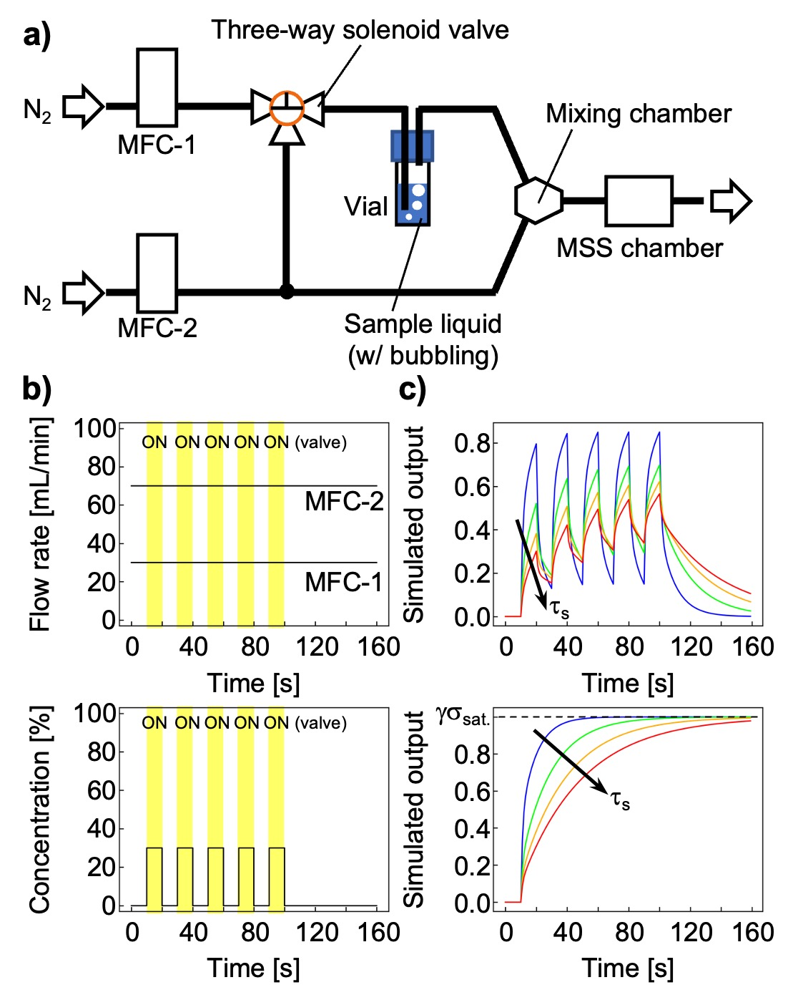 a)
Three-way solenoid valve
N2
MFC-1
Mixing chamber
Vial
MSS chamber
N2
MFC-2
Sample liquid
(w/ bubbling)
b)
Flow rate [mL/min]
100
80
60
40
20
0
ON ON ON ON ON (valve)
MFC-2
MFC-1
0 40 80 120 160
Time [s]
c)
Simulated output
0.8
0.6
0.4
0.2
0.0
τs
0 40 80 120 160
Time [s]
Concentration [%]
100
80
60
40
20
0
ON ON ON ON ON (valve)
0 40 80 120 160
Time [s]
Simulated output
γσsat.
0.8
0.6
0.4
0.2
0.0
τs
0 40 80 120 160
Time [s]